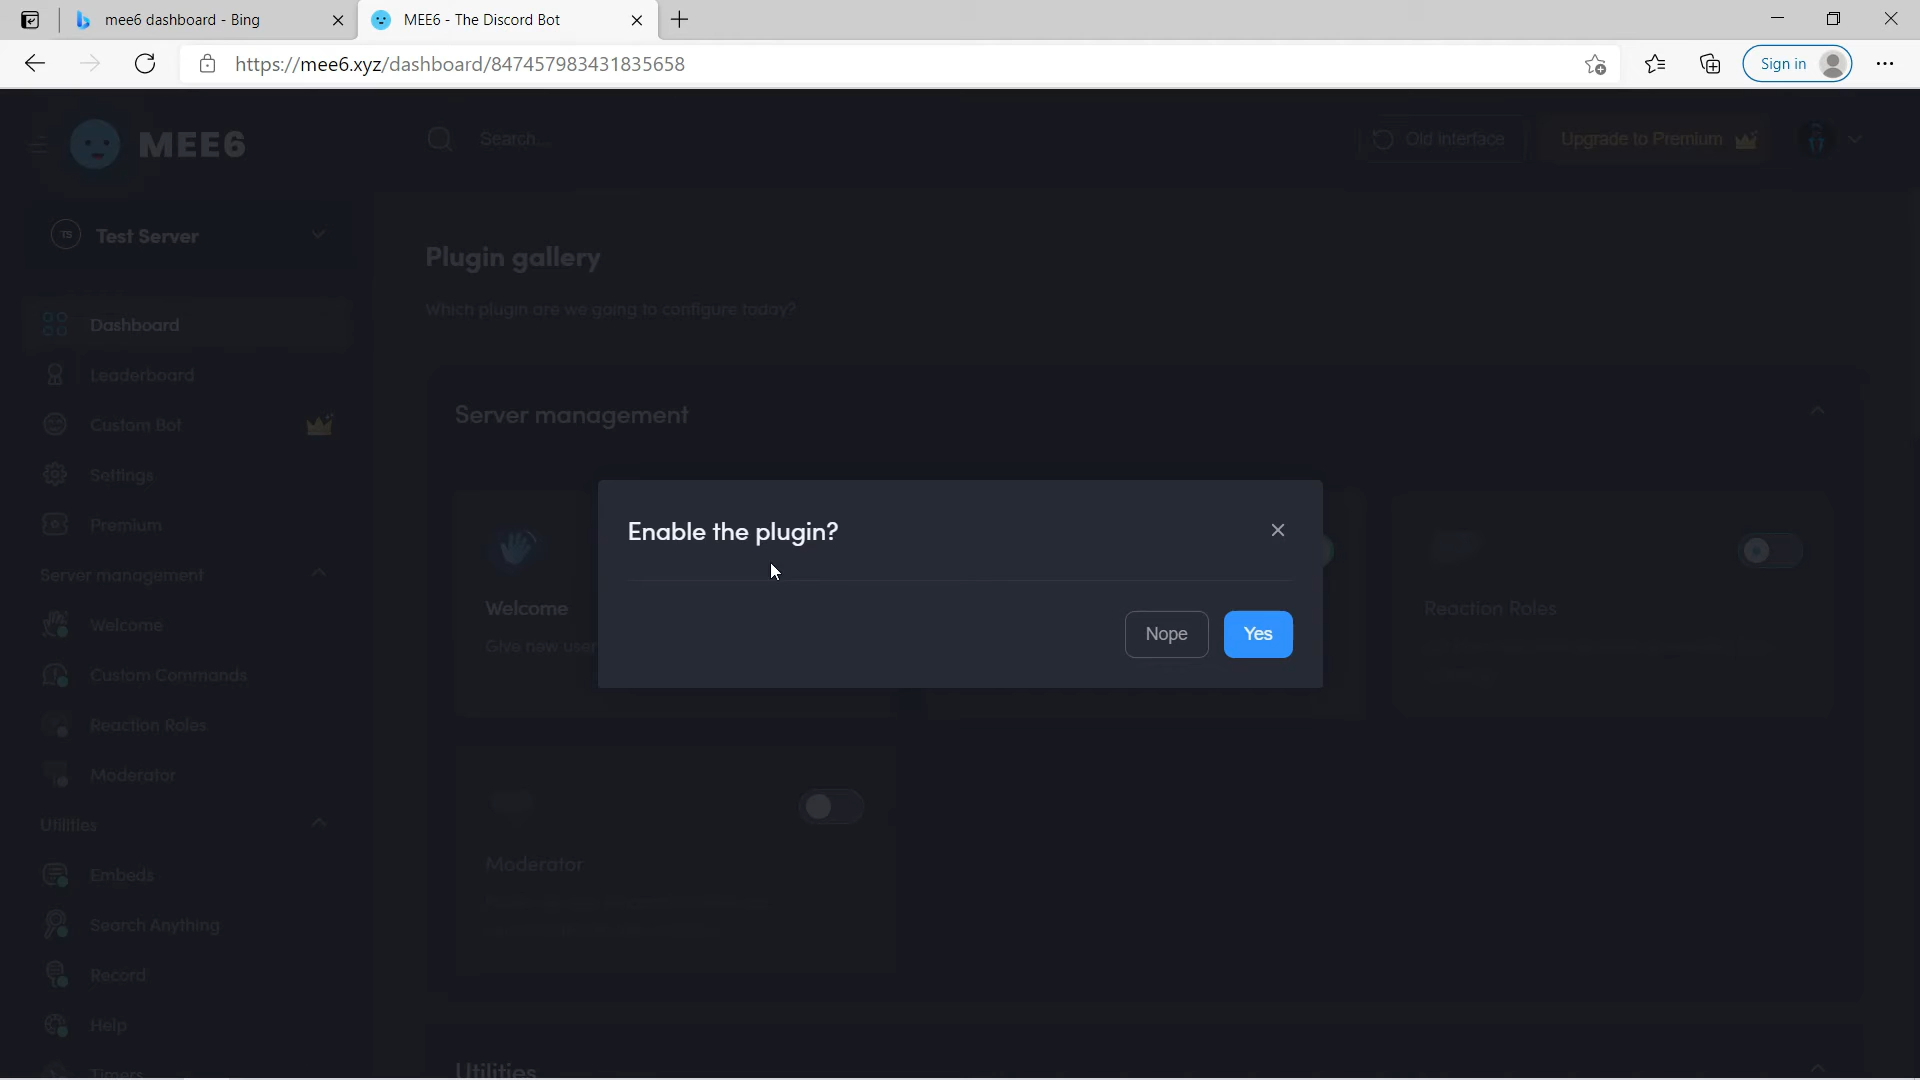 mee6 dashboard - Bing
MEE6 - The Discord Bot
https://mee6.xyz/dashboard/847457983431835658
Sign in
MEE6
Search...
Old interface
Upgrade to Premium
TS
Test Server
Plugin gallery
Which plugin are we going to configure today?
Dashboard
Leaderboard
Custom Bot
Settings
Premium
Server management
Welcome
Custom Commands
Reaction Roles
Moderator
Utilities
Embeds
Search Anything
Record
Help
Timers
Server management
Welcome
Give new user
Reaction Roles
Moderator
Utilities
Enable the plugin?
Nope
Yes